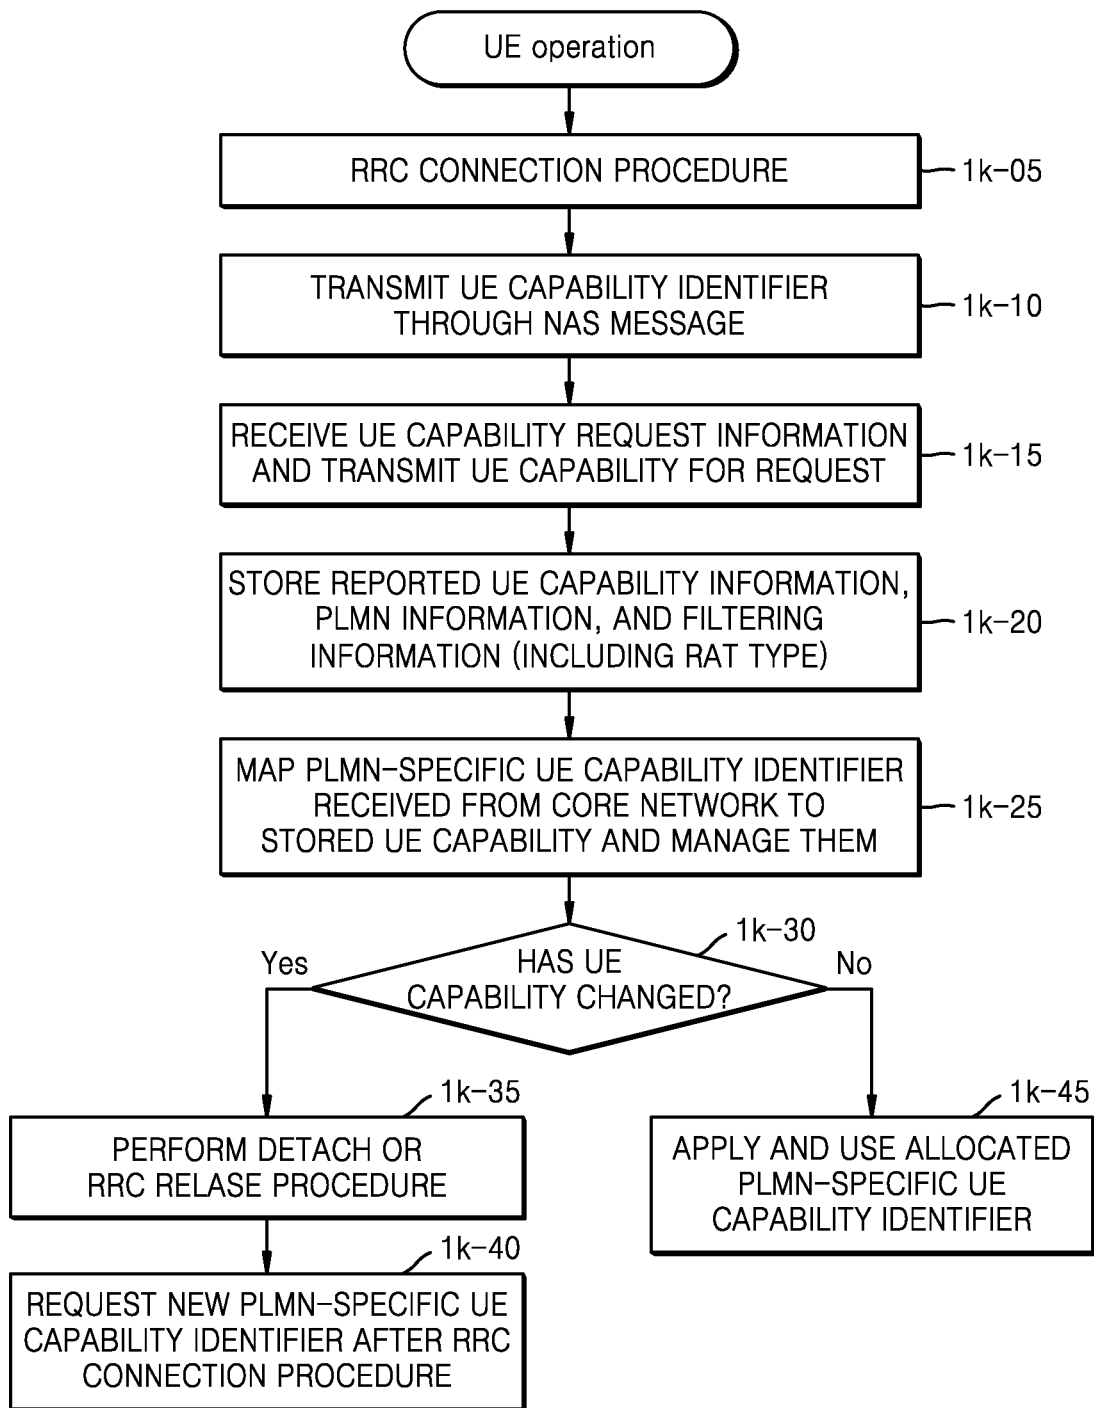 UE operation
RRC CONNECTION PROCEDURE
1k-05
TRANSMIT UE CAPABILITY IDENTIFIER
THROUGH NAS MESSAGE
1k-10
RECEIVE UE CAPABILITY REQUEST INFORMATION
AND TRANSMIT UE CAPABILITY FOR REQUEST
1k-15
STORE REPORTED UE CAPABILITY INFORMATION,
PLMN INFORMATION, AND FILTERING
INFORMATION (INCLUDING RAT TYPE)
1k-20
MAP PLMN-SPECIFIC UE CAPABILITY IDENTIFIER
RECEIVED FROM CORE NETWORK TO
STORED UE CAPABILITY AND MANAGE THEM
1k-25
1k-30
HAS UE
CAPABILITY CHANGED?
Yes
No
1k-35
PERFORM DETACH OR
RRC RELASE PROCEDURE
1k-40
REQUEST NEW PLMN-SPECIFIC UE
CAPABILITY IDENTIFIER AFTER RRC
CONNECTION PROCEDURE
1k-45
APPLY AND USE ALLOCATED
PLMN-SPECIFIC UE
CAPABILITY IDENTIFIER